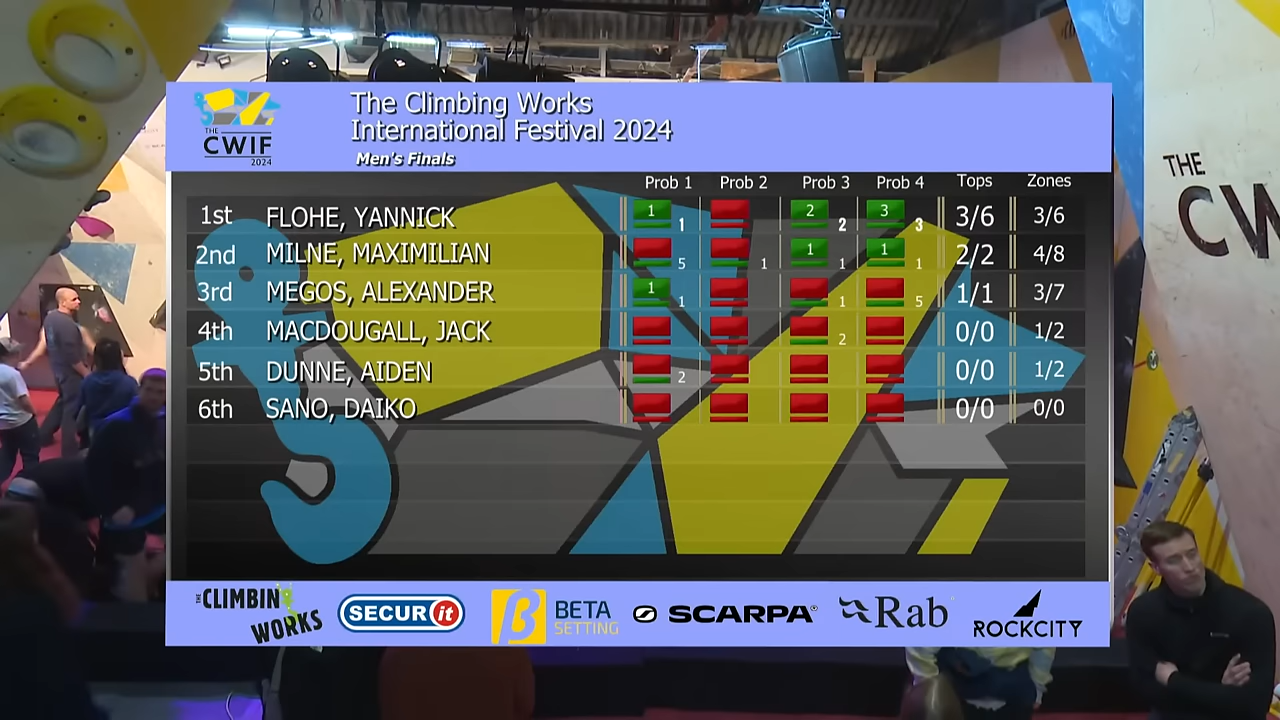 The Climbing Works
International Festival 2024
Men's Finals
THE
CWIF
2024
Prob 1 Prob 2 Prob 3 Prob 4 Tops Zones
1st FLOHE, YANNICK 1 1 2 2 3 3 3/6 3/6
2nd MILNE, MAXIMILIAN 5 1 1 1 1 1 2/2 4/8
3rd MEGOS, ALEXANDER 1 1 1 5 1/1 3/7
4th MACDOUGALL, JACK 2 0/0 1/2
5th DUNNE, AIDEN 2 0/0 1/2
6th SANO, DAIKO 0/0 0/0
THE CLIMBING WORKS
SECURit
β BETA SETTING
SCARPA
Rab
ROCKCITY
THE
CW